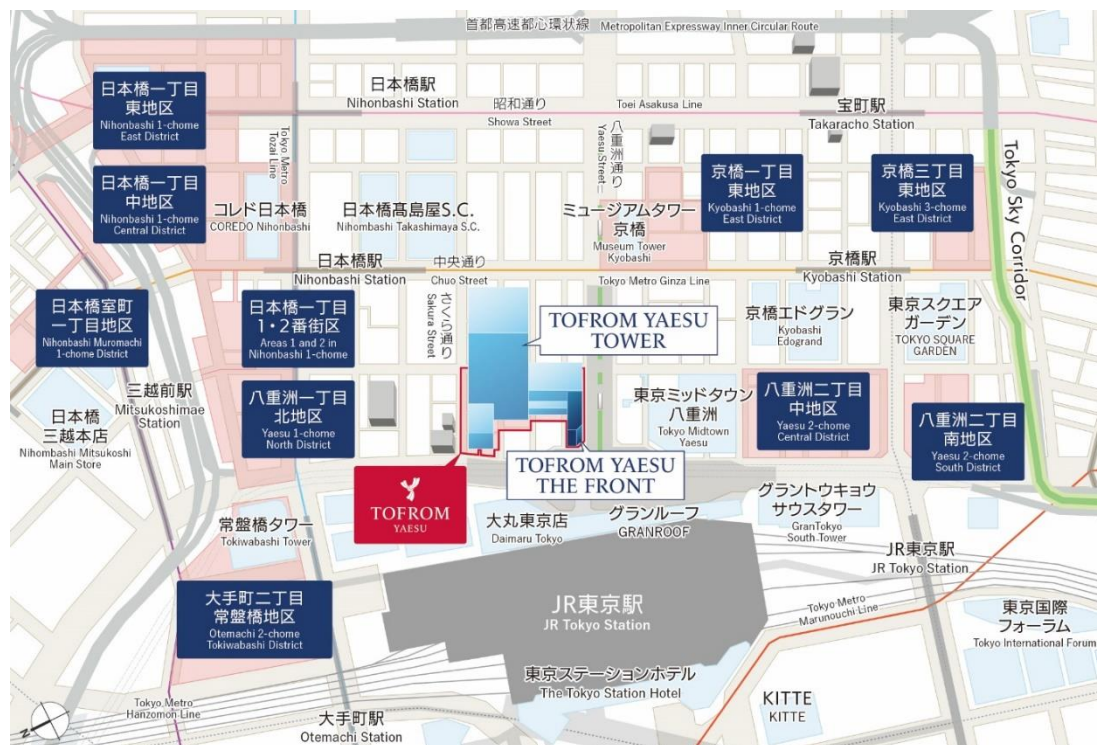 首都高速都心環状線 Metropolitan Expressway Inner Circular Route
日本橋一丁目
東地区
Nihonbashi 1-chome
East District
日本橋駅
Nihonbashi Station
昭和通り
Showa Street
Toei Asakusa Line
宝町駅
Takaracho Station
Tokyo Metro
Tozai Line
八重洲通り
Yaesu Street
Tokyo Sky Corridor
日本橋一丁目
中地区
Nihonbashi 1-chome
Central District
コレド日本橋
COREDO Nihonbashi
日本橋髙島屋S.C.
Nihombashi Takashimaya S.C.
ミュージアムタワー
京橋
Museum Tower
Kyobashi
京橋一丁目
東地区
Kyobashi 1-chome
East District
京橋三丁目
東地区
Kyobashi 3-chome
East District
日本橋駅
Nihonbashi Station
中央通り
Chuo Street
Tokyo Metro Ginza Line
京橋駅
Kyobashi Station
日本橋室町
一丁目地区
Nihonbashi Muromachi
1-chome District
日本橋一丁目
1・2番街区
Areas 1 and 2 in
Nihonbashi 1-chome
さくら通り
Sakura Street
TOFROM YAESU
TOWER
京橋エドグラン
Kyobashi
Edogrand
東京スクエア
ガーデン
TOKYO SQUARE
GARDEN
三越前駅
Mitsukoshimae
Station
八重洲一丁目
北地区
Yaesu 1-chome
North District
東京ミッドタウン
八重洲
Tokyo Midtown
Yaesu
八重洲二丁目
中地区
Yaesu 2-chome
Central District
八重洲二丁目
南地区
Yaesu 2-chome
South District
日本橋
三越本店
Nihombashi Mitsukoshi
Main Store
TOFROM
YAESU
TOFROM YAESU
THE FRONT
常盤橋タワー
Tokiwabashi Tower
大丸東京店
Daimaru Tokyo
グランルーフ
GRANROOF
グラントウキョウ
サウスタワー
GranTokyo
South Tower
JR東京駅
JR Tokyo Station
大手町二丁目
常盤橋地区
Otemachi 2-chome
Tokiwabashi District
JR東京駅
JR Tokyo Station
Tokyo Metro
Marunouchi Line
東京国際
フォーラム
Tokyo International Forum
東京ステーションホテル
The Tokyo Station Hotel
KITTE
KITTE
Tokyo Metro
Hanzomon Line
大手町駅
Otemachi Station
N